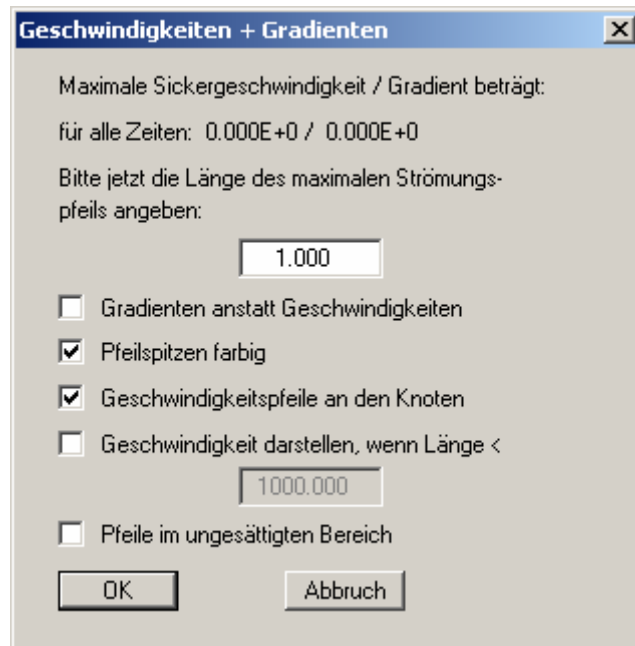 Geschwindigkeiten + Gradienten
Maximale Sickergeschwindigkeit / Gradient beträgt:
für alle Zeiten: 0.000E+0 / 0.000E+0
Bitte jetzt die Länge des maximalen Strömungs-
pfeils angeben:
1.000
Gradienten anstatt Geschwindigkeiten
Pfeilspitzen farbig
Geschwindigkeitspfeile an den Knoten
Geschwindigkeit darstellen, wenn Länge <
1000.000
Pfeile im ungesättigten Bereich
OK Abbruch